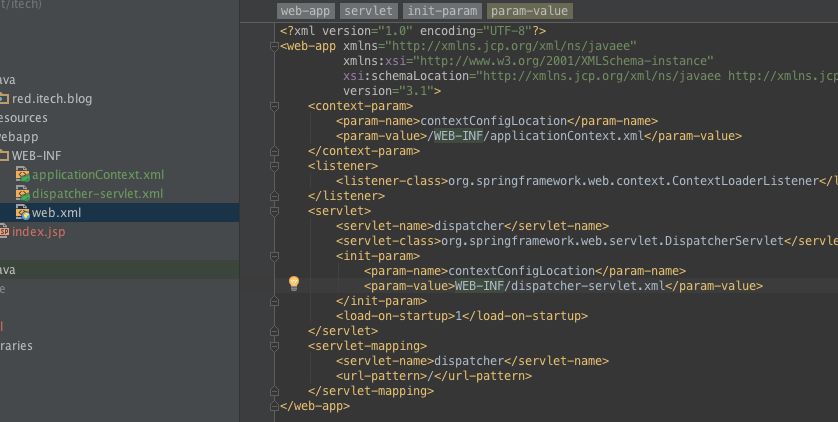 t/itech)
web-app servlet init-param param-value
ava
red.itech.blog
esources
vebapp
WEB-INF
applicationContext.xml
dispatcher-servlet.xml
web.xml
index.jsp
ava
e
l
raries
<?xml version="1.0" encoding="UTF-8"?>
<web-app xmlns="http://xmlns.jcp.org/xml/ns/javaee"
xmlns:xsi="http://www.w3.org/2001/XMLSchema-instance"
xsi:schemaLocation="http://xmlns.jcp.org/xml/ns/javaee http://xmlns.jcp
version="3.1">
<context-param>
<param-name>contextConfigLocation</param-name>
<param-value>/WEB-INF/applicationContext.xml</param-value>
</context-param>
<listener>
<listener-class>org.springframework.web.context.ContextLoaderListener</l
</listener>
<servlet>
<servlet-name>dispatcher</servlet-name>
<servlet-class>org.springframework.web.servlet.DispatcherServlet</servle
<init-param>
<param-name>contextConfigLocation</param-name>
<param-value>WEB-INF/dispatcher-servlet.xml</param-value>
</init-param>
<load-on-startup>1</load-on-startup>
</servlet>
<servlet-mapping>
<servlet-name>dispatcher</servlet-name>
<url-pattern>/</url-pattern>
</servlet-mapping>
</web-app>